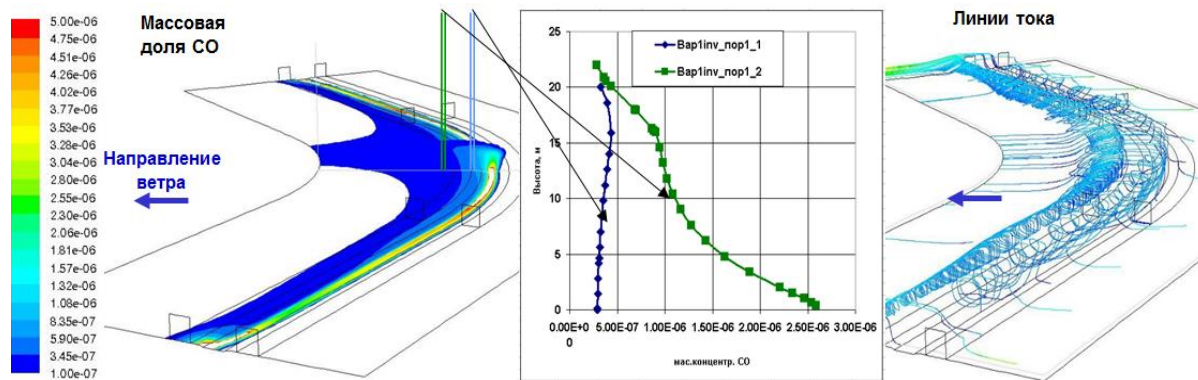 Массовая
доля СО
5.00e-06
4.75e-06
4.51e-06
4.26e-06
4.02e-06
3.77e-06
3.53e-06
3.28e-06
3.04e-06
2.80e-06
2.55e-06
2.30e-06
2.06e-06
1.81e-06
1.57e-06
1.32e-06
1.08e-06
8.35e-07
5.90e-07
3.45e-07
1.00e-07
Направление
ветра
Высота, м
25
20
15
10
5
0
Вар1inv_пор1_1
Вар1inv_пор1_2
0.00E+0
0
5.00E-07
1.00E-06
1.50E-06
2.00E-06
2.50E-06
3.00E-06
мас.концентр. СО
Линии тока